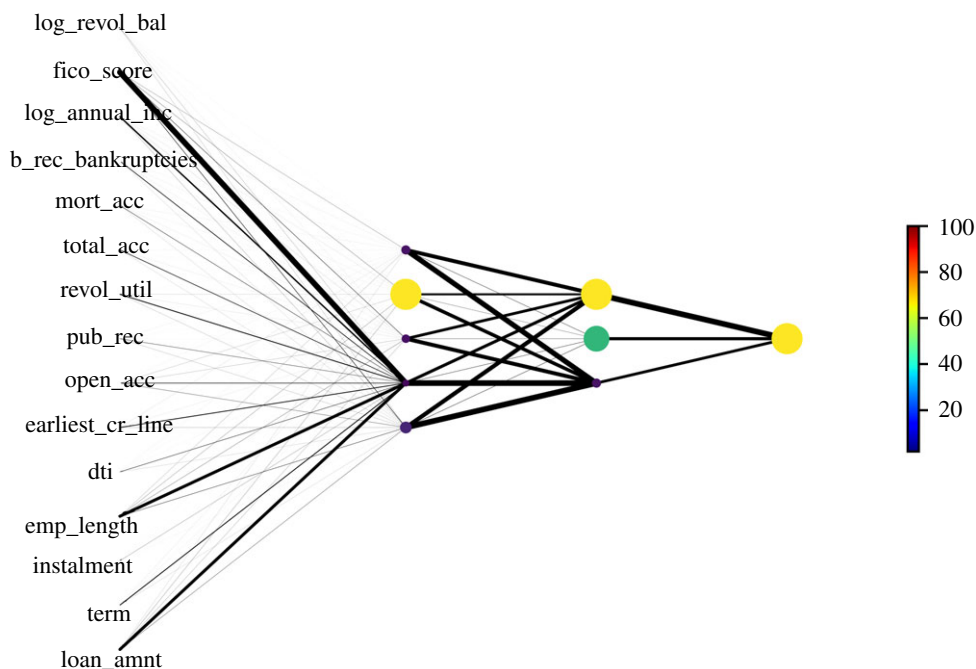 log_revol_bal
fico_score
log_annual_inc
b_rec_bankruptcies
mort_acc
total_acc
revol_util
pub_rec
open_acc
earliest_cr_line
dti
emp_length
instalment
term
loan_amnt
100
80
60
40
20